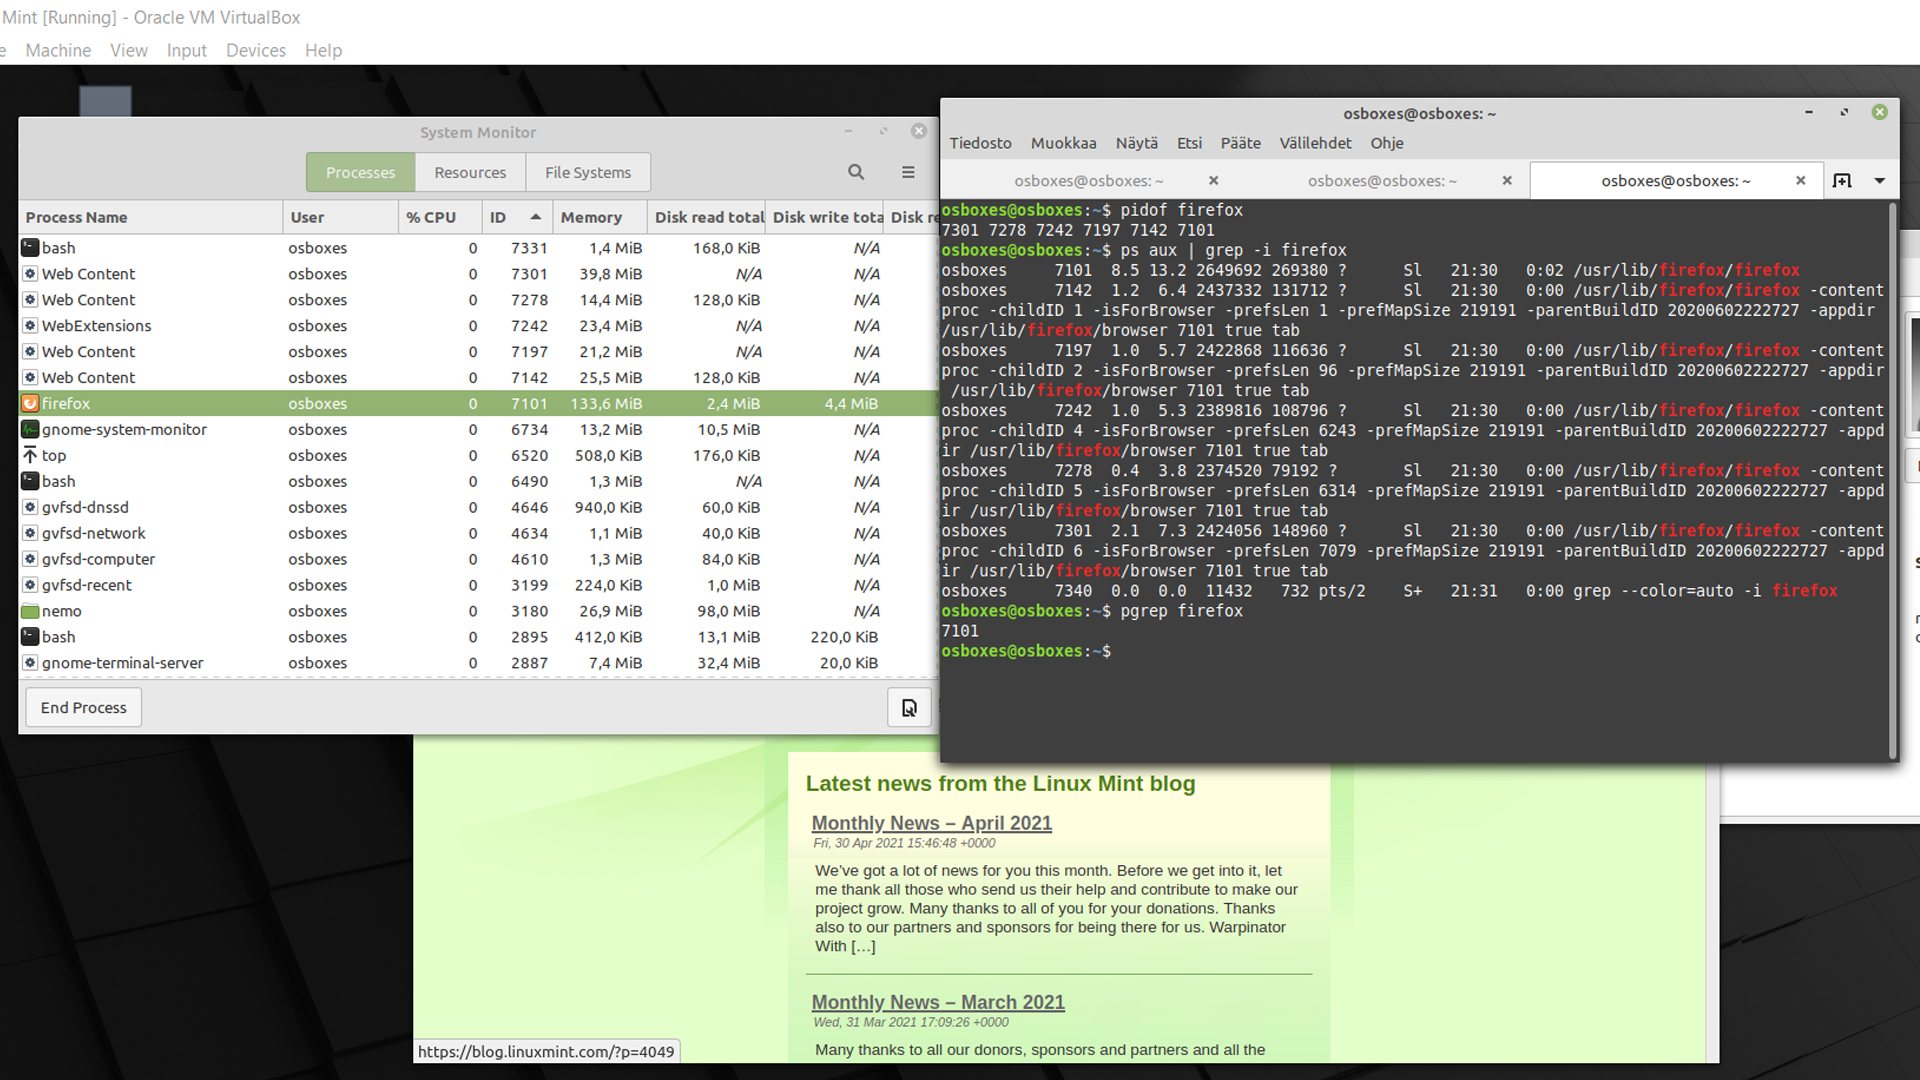 Mint [Running] - Oracle VM VirtualBox
Machine View Input Devices Help
System Monitor
Processes Resources File Systems
Process Name User % CPU ID Memory Disk read total Disk write tota Disk re
bash osboxes 0 7331 1,4 MiB 168,0 KiB N/A
Web Content osboxes 0 7301 39,8 MiB N/A N/A
Web Content osboxes 0 7278 14,4 MiB 128,0 KiB N/A
WebExtensions osboxes 0 7242 23,4 MiB N/A N/A
Web Content osboxes 0 7197 21,2 MiB N/A N/A
Web Content osboxes 0 7142 25,5 MiB 128,0 KiB N/A
firefox osboxes 0 7101 133,6 MiB 2,4 MiB 4,4 MiB
gnome-system-monitor osboxes 0 6734 13,2 MiB 10,5 MiB N/A
top osboxes 0 6520 508,0 KiB 176,0 KiB N/A
bash osboxes 0 6490 1,3 MiB N/A N/A
gvfsd-dnssd osboxes 0 4646 940,0 KiB 60,0 KiB N/A
gvfsd-network osboxes 0 4634 1,1 MiB 40,0 KiB N/A
gvfsd-computer osboxes 0 4610 1,3 MiB 84,0 KiB N/A
gvfsd-recent osboxes 0 3199 224,0 KiB 1,0 MiB N/A
nemo osboxes 0 3180 26,9 MiB 98,0 MiB N/A
bash osboxes 0 2895 412,0 KiB 13,1 MiB 220,0 KiB
gnome-terminal-server osboxes 0 2887 7,4 MiB 32,4 MiB 20,0 KiB
End Process
osboxes@osboxes: ~
Tiedosto Muokkaa Näytä Etsi Pääte Välilehdet Ohje
osboxes@osboxes: ~ osboxes@osboxes: ~ osboxes@osboxes: ~
osboxes@osboxes:~$ pidof firefox
7301 7278 7242 7197 7142 7101
osboxes@osboxes:~$ ps aux | grep -i firefox
osboxes 7101 8.5 13.2 2649692 269380 ? Sl 21:30 0:02 /usr/lib/firefox/firefox
osboxes 7142 1.2 6.4 2437332 131712 ? Sl 21:30 0:00 /usr/lib/firefox/firefox -content
proc -childID 1 -isForBrowser -prefsLen 1 -prefMapSize 219191 -parentBuildID 20200602222727 -appdir
/usr/lib/firefox/browser 7101 true tab
osboxes 7197 1.0 5.7 2422868 116636 ? Sl 21:30 0:00 /usr/lib/firefox/firefox -content
proc -childID 2 -isForBrowser -prefsLen 96 -prefMapSize 219191 -parentBuildID 20200602222727 -appdir
/usr/lib/firefox/browser 7101 true tab
osboxes 7242 1.0 5.3 2389816 108796 ? Sl 21:30 0:00 /usr/lib/firefox/firefox -content
proc -childID 4 -isForBrowser -prefsLen 6243 -prefMapSize 219191 -parentBuildID 20200602222727 -appd
ir /usr/lib/firefox/browser 7101 true tab
osboxes 7278 0.4 3.8 2374520 79192 ? Sl 21:30 0:00 /usr/lib/firefox/firefox -content
proc -childID 5 -isForBrowser -prefsLen 6314 -prefMapSize 219191 -parentBuildID 20200602222727 -appd
ir /usr/lib/firefox/browser 7101 true tab
osboxes 7301 2.1 7.3 2424056 148960 ? Sl 21:30 0:00 /usr/lib/firefox/firefox -content
proc -childID 6 -isForBrowser -prefsLen 7079 -prefMapSize 219191 -parentBuildID 20200602222727 -appd
ir /usr/lib/firefox/browser 7101 true tab
osboxes 7340 0.0 0.0 11432 732 pts/2 S+ 21:31 0:00 grep --color=auto -i firefox
osboxes@osboxes:~$ pgrep firefox
7101
osboxes@osboxes:~$
Latest news from the Linux Mint blog
Monthly News – April 2021
Fri, 30 Apr 2021 15:46:48 +0000
We've got a lot of news for you this month. Before we get into it, let
me thank all those who send us their help and contribute to make our
project grow. Many thanks to all of you for your donations. Thanks
also to our partners and sponsors for being there for us. Warpinator
With […]
Monthly News – March 2021
Wed, 31 Mar 2021 17:09:26 +0000
Many thanks to all our donors, sponsors and partners and all the
https://blog.linuxmint.com/?p=4049